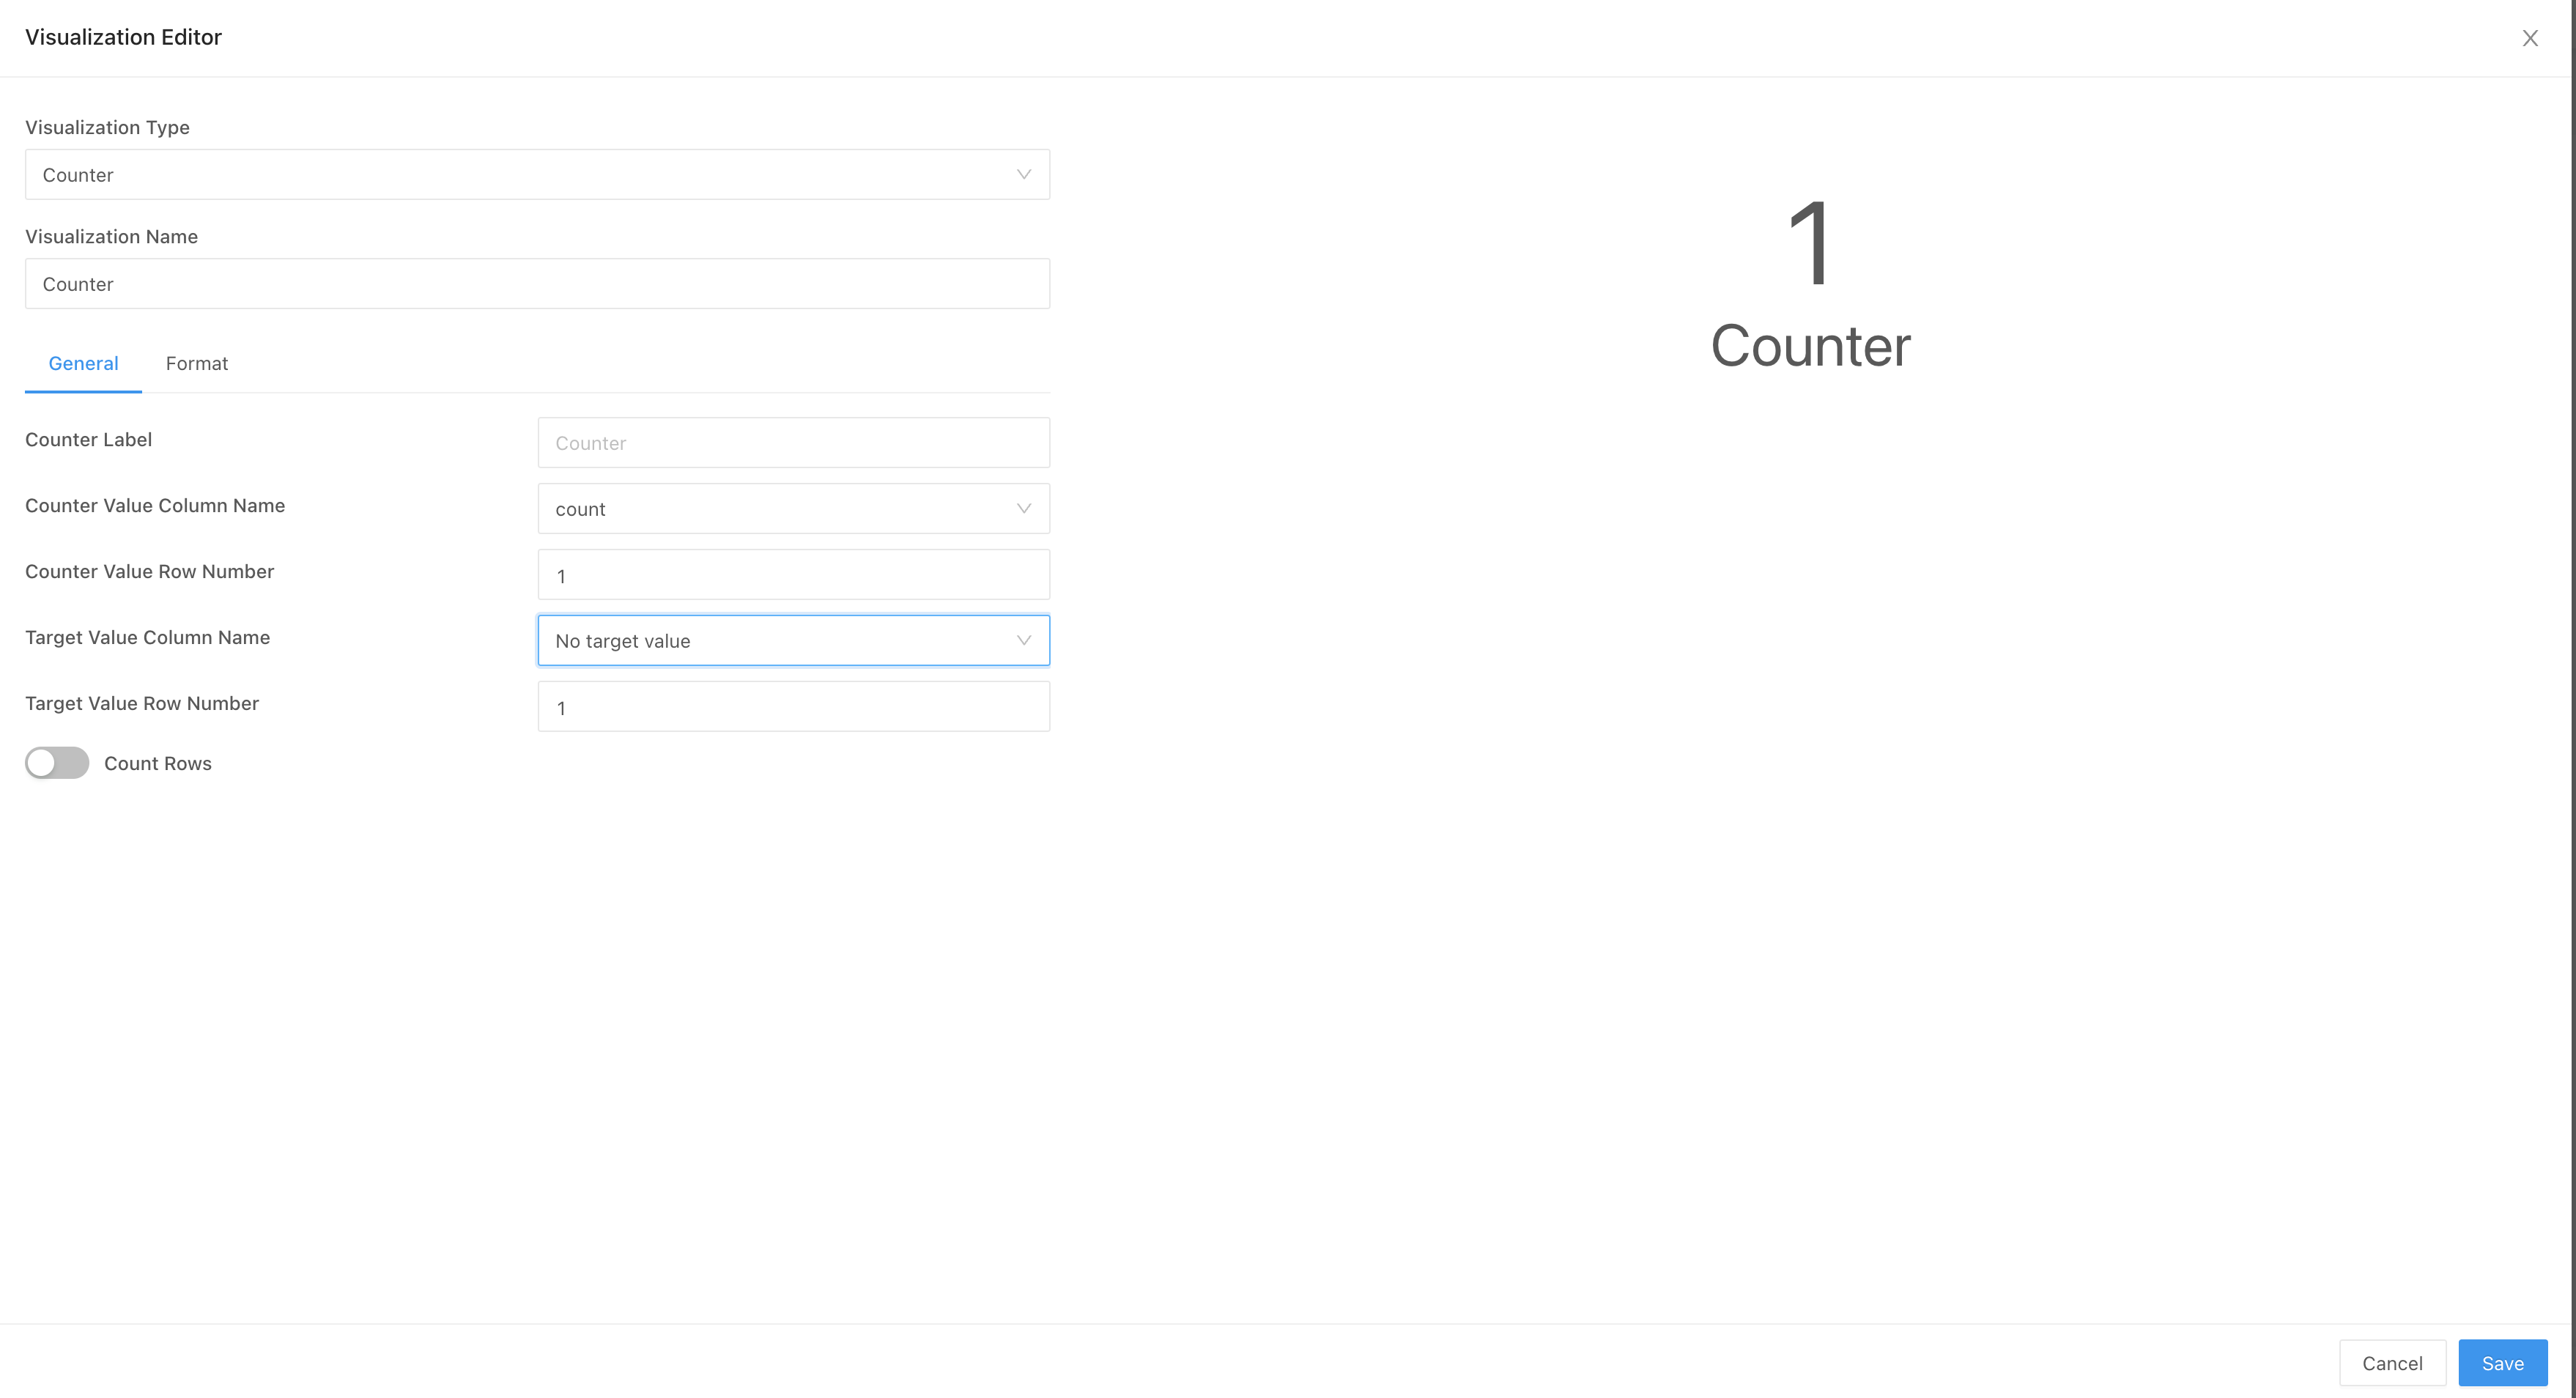 Visualization Editor
Visualization Type
Counter
Visualization Name
Counter
General Format
Counter Label Counter
Counter Value Column Name count
Counter Value Row Number 1
Target Value Column Name No target value
Target Value Row Number 1
Count Rows
1
Counter
Cancel Save